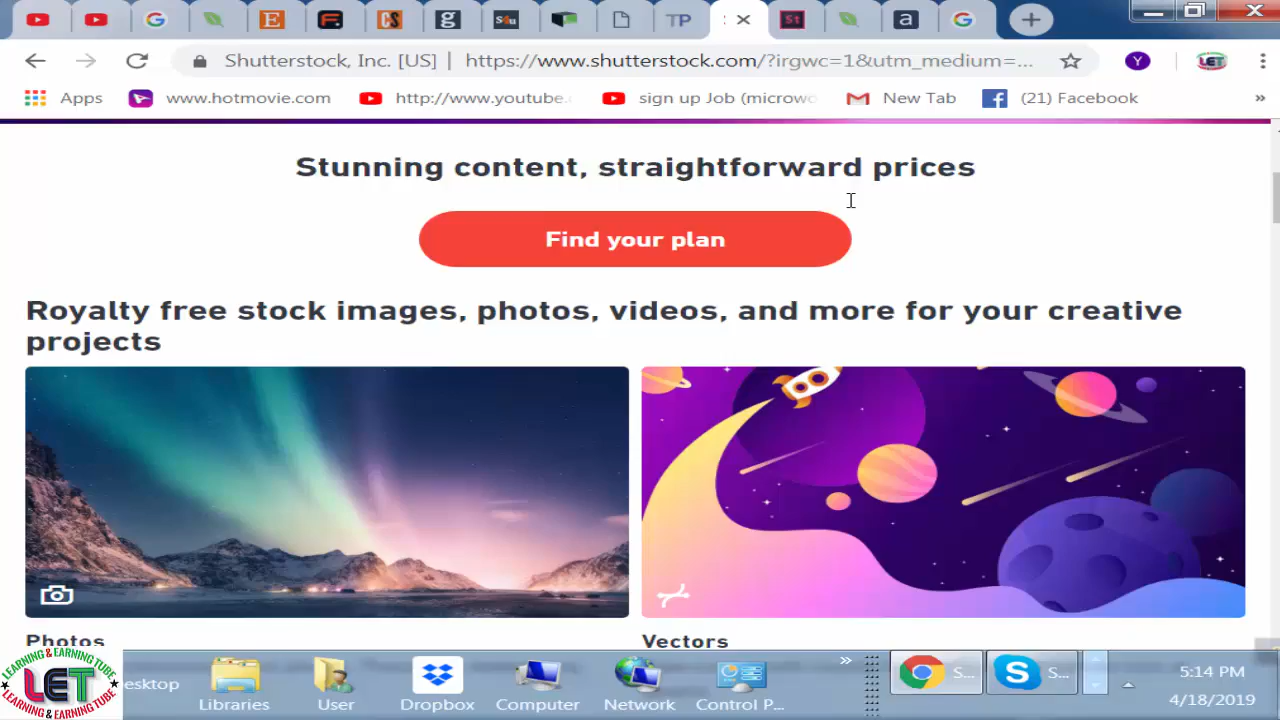 Shutterstock, Inc. [US] | https://www.shutterstock.com/?irgwc=1&utm_medium=...
Apps
www.hotmovie.com
http://www.youtube.
sign up Job (microwo
New Tab
(21) Facebook
»
Stunning content, straightforward prices
Find your plan
Royalty free stock images, photos, videos, and more for your creative
projects
Photos
Vectors
LEARNING & EARNING TUBE
LET
LEARNING & EARNING TUBE
esktop
Libraries
User
Dropbox
Computer
Network
Control P...
»
S...
S...
5:14 PM
4/18/2019